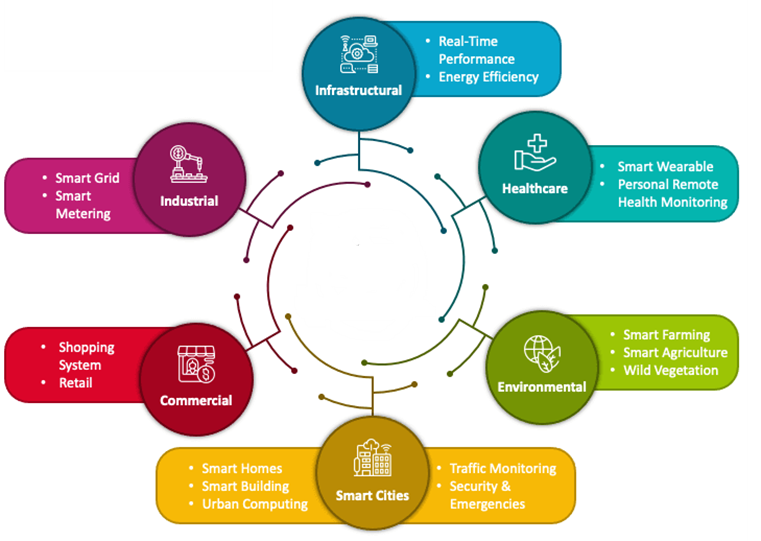 Infrastructural
• Real-Time
Performance
• Energy Efficiency
Healthcare
• Smart Wearable
• Personal Remote
Health Monitoring
Environmental
• Smart Farming
• Smart Agriculture
• Wild Vegetation
Smart Cities
• Smart Homes
• Smart Building
• Urban Computing
• Traffic Monitoring
• Security &
Emergencies
Commercial
• Shopping
System
• Retail
Industrial
• Smart Grid
• Smart
Metering